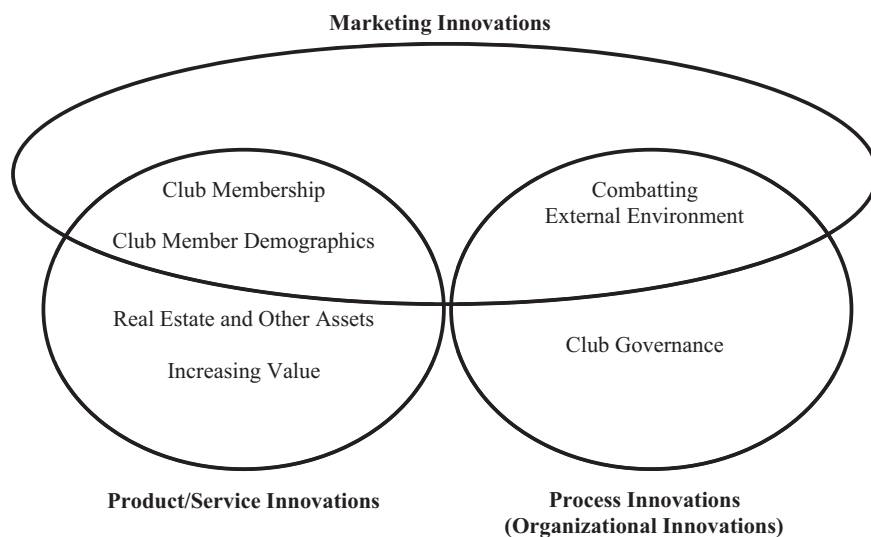 Marketing Innovations
Club Membership
Club Member Demographics
Combatting
External Environment
Real Estate and Other Assets
Increasing Value
Club Governance
Product/Service Innovations
Process Innovations
(Organizational Innovations)